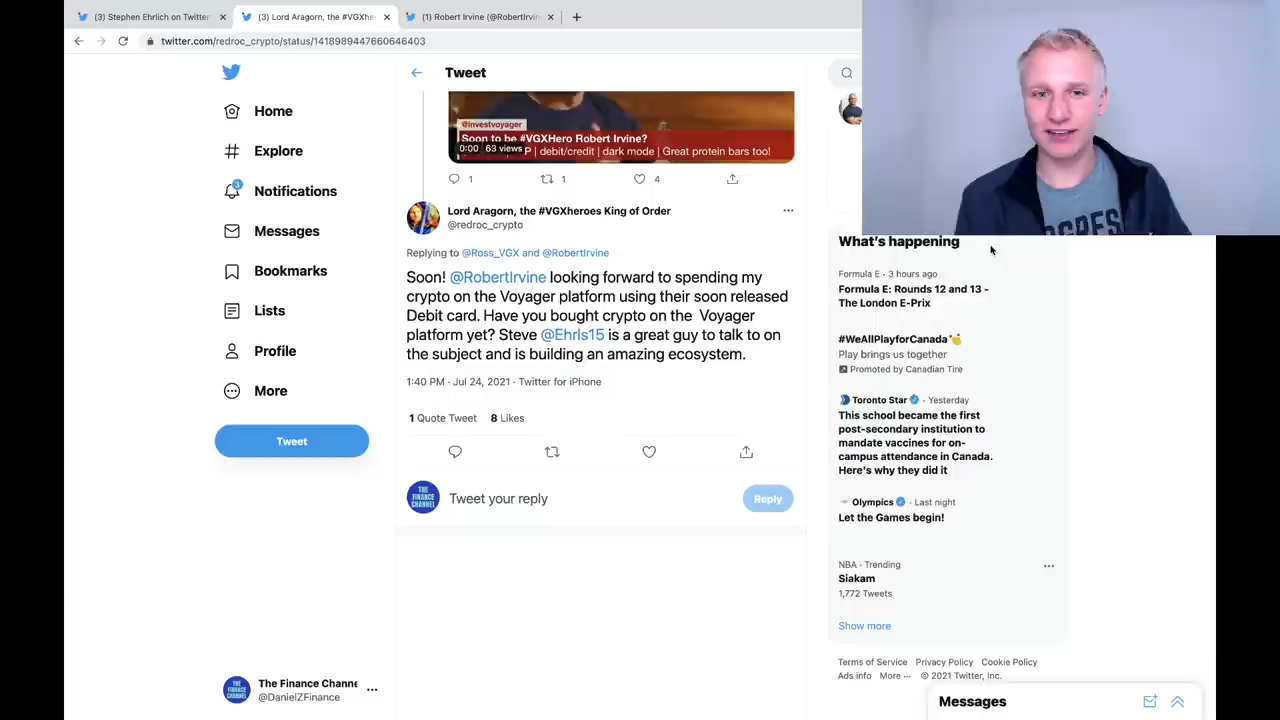 (3) Stephen Ehrlich on Twitter
(3) Lord Aragorn, the #VGXhe
(1) Robert Irvine (@RobertIrvin
twitter.com/redroc_crypto/status/1418989447660646403
Tweet
Home
Explore
3
Notifications
Messages
Bookmarks
Lists
Profile
More
Tweet
The Finance Channe
@DanielZFinance
@investvoyager
Soon to be #VGXHero Robert Irvine?
0:00 63 views
P | debit/credit | dark mode | Great protein bars too!
1 1 4
Lord Aragorn, the #VGXheroes King of Order
@redroc_crypto
Replying to @Ross_VGX and @RobertIrvine
Soon! @RobertIrvine looking forward to spending my
crypto on the Voyager platform using their soon released
Debit card. Have you bought crypto on the Voyager
platform yet? Steve @Ehrls15 is a great guy to talk to on
the subject and is building an amazing ecosystem.
1:40 PM · Jul 24, 2021 · Twitter for iPhone
1 Quote Tweet 8 Likes
THE
FINANCE
CHANNEL
Tweet your reply
Reply
What's happening
Formula E · 3 hours ago
Formula E: Rounds 12 and 13 -
The London E-Prix
#WeAllPlayforCanada
Play brings us together
Promoted by Canadian Tire
Toronto Star · Yesterday
This school became the first
post-secondary institution to
mandate vaccines for on-
campus attendance in Canada.
Here's why they did it
Olympics · Last night
Let the Games begin!
NBA · Trending
Siakam
1,772 Tweets
Show more
Terms of Service Privacy Policy Cookie Policy
Ads info More ··· © 2021 Twitter, Inc.
Messages